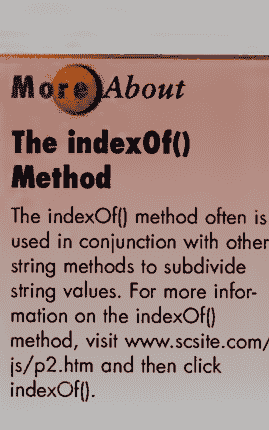 More About
The indexOf()
Method
The indexOf() method often is
used in conjunction with other
string methods to subdivide
string values. For more infor-
mation on the indexOf()
method, visit www.scsite.com/
js/p2.htm and then click
indexOf().